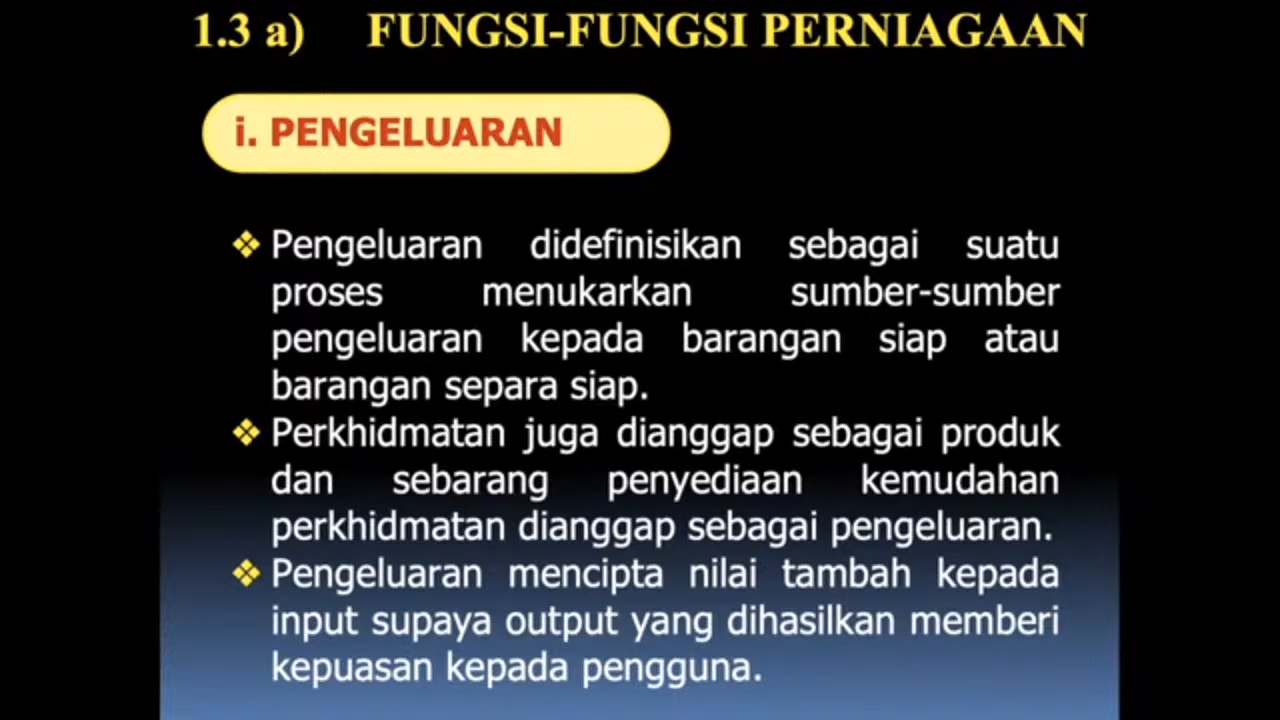 1.3 a) FUNGSI-FUNGSI PERNIAGAAN
i. PENGELUARAN
❖ Pengeluaran didefinisikan sebagai suatu
proses menukarkan sumber-sumber
pengeluaran kepada barangan siap atau
barangan separa siap.
❖ Perkhidmatan juga dianggap sebagai produk
dan sebarang penyediaan kemudahan
perkhidmatan dianggap sebagai pengeluaran.
❖ Pengeluaran mencipta nilai tambah kepada
input supaya output yang dihasilkan memberi
kepuasan kepada pengguna.